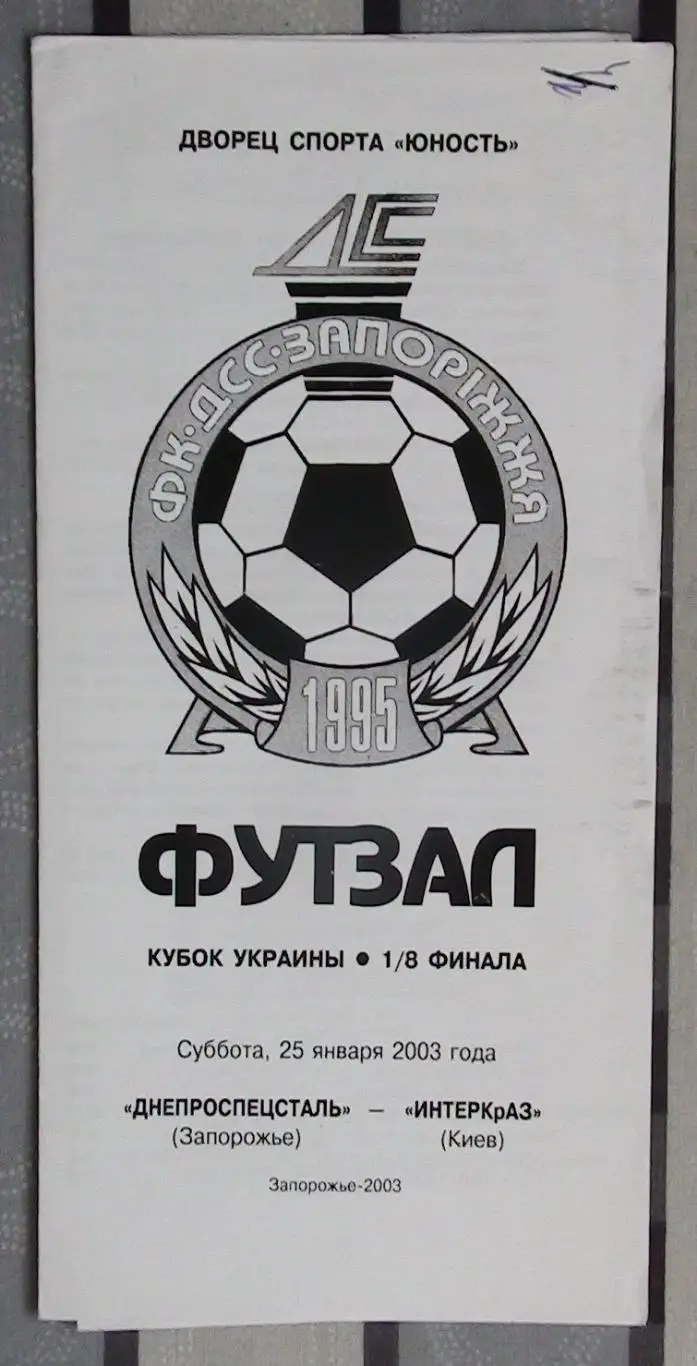 ДВОРЕЦ СПОРТА «ЮНОСТЬ»
ДСС
ФК·ДСС·ЗАПОРІЖЖЯ
1995
ФУТЗАЛ
КУБОК УКРАИНЫ ● 1/8 ФИНАЛА
Суббота, 25 января 2003 года
«ДНЕПРОСПЕЦСТАЛЬ» – «ИНТЕРКрАЗ»
(Запорожье) (Киев)
Запорожье-2003